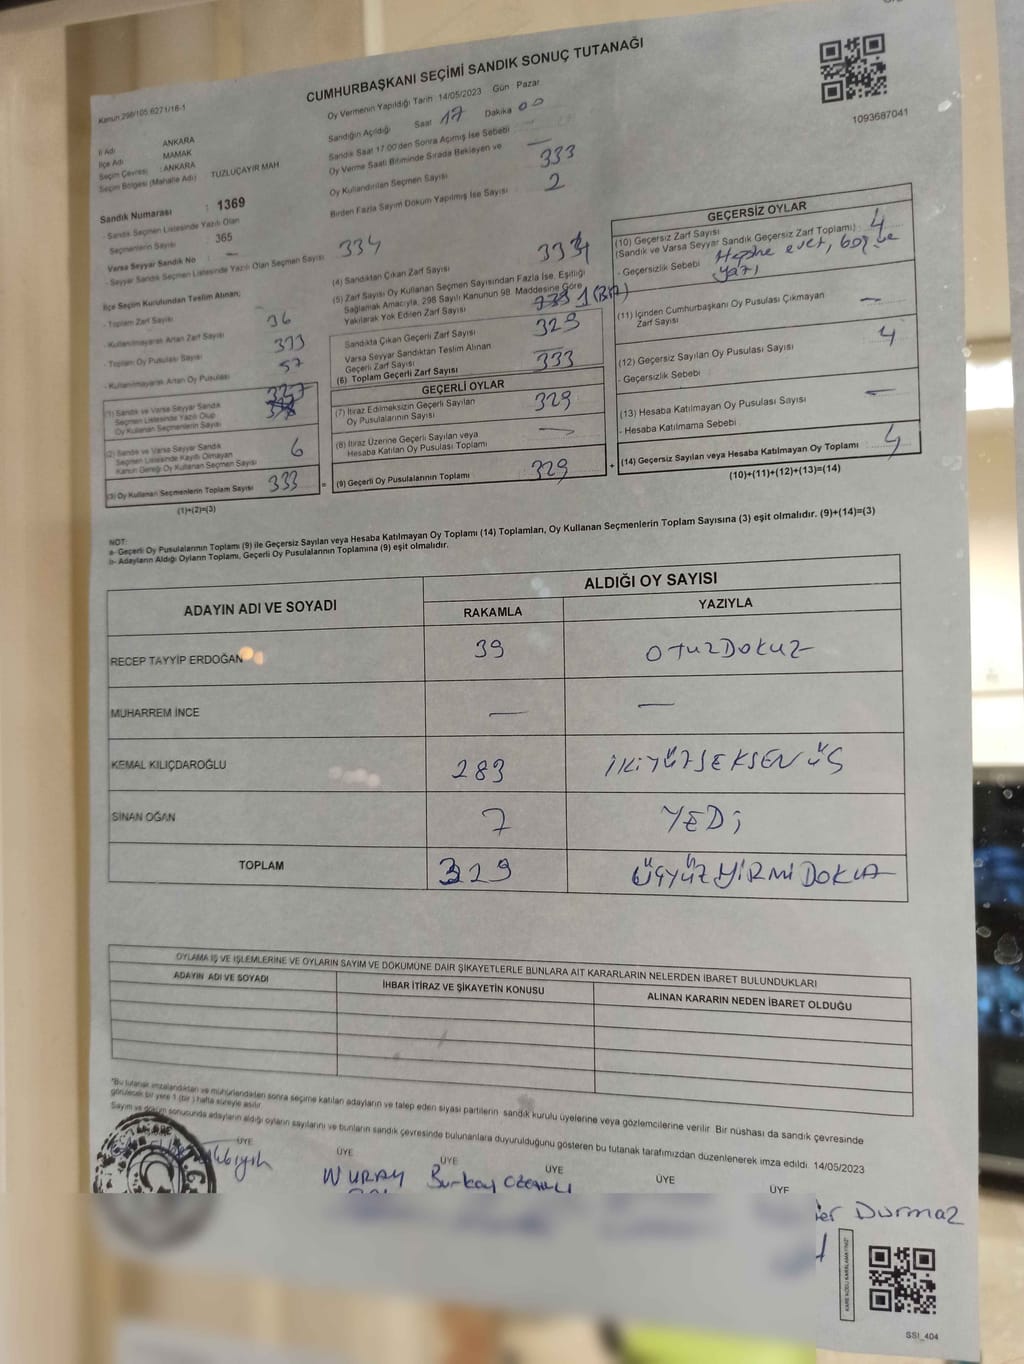 CUMHURBAŞKANI SEÇİMİ SANDIK SONUÇ TUTANAĞI
Kanun 298/105.6271/18-1
Oy Vermenin Yapıldığı Tarih 14/05/2023 Gün Pazar
Sandığın Açıldığı Saat 17 Dakika 00
1093687041
İl Adı ANKARA
İlçe Adı MAMAK
Seçim Çevresi : ANKARA
Seçim Bölgesi (Mahalle Adı) TUZLUÇAYIR MAH
Sandık Saat 17:00'den Sonra Açılmış İse Sebebi
Oy Verme Saati Bitiminde Sırada Bekleyen ve
Oy Kullandırılan Seçmen Sayısı 333
Birden Fazla Sayım Döküm Yapılmış İse Sayısı 2
Sandık Numarası : 1369
- Sandık Seçmen Listesinde Yazılı Olan
Seçmenlerin Sayısı : 365
Varsa Seyyar Sandık No : —
- Seyyar Sandık Seçmen Listesinde Yazılı Olan Seçmen Sayısı
334
İlçe Seçim Kurulundan Teslim Alınan;
- Toplam Zarf Sayısı
- Kullanılmayarak Artan Zarf Sayısı 36
- Toplam Oy Pusulası Sayısı
- Kullanılmayarak Artan Oy Pusulası 57
(1) Sandık ve Varsa Seyyar Sandık
Seçmen Listesinde Yazılı Olup
Oy Kullanan Seçmenlerin Sayısı 327
(2) Sandık ve Varsa Seyyar Sandık
Seçmen Listesinde Kayıtlı Olmayan
Kanun Gereği Oy Kullanan Seçmen Sayısı 6
(3) Oy Kullanan Seçmenlerin Toplam Sayısı 333
(1)+(2)=(3)
(4) Sandıktan Çıkan Zarf Sayısı 334
(5) Zarf Sayısı Oy Kullanan Seçmen Sayısından Fazla İse, Eşitliği
Sağlamak Amacıyla, 298 Sayılı Kanunun 98. Maddesine Göre
Yakılarak Yok Edilen Zarf Sayısı 1 (BİR)
Sandıkta Çıkan Geçerli Zarf Sayısı 329
Varsa Seyyar Sandıktan Teslim Alınan
Geçerli Zarf Sayısı —
(6) Toplam Geçerli Zarf Sayısı 333
GEÇERLİ OYLAR
(7) İtiraz Edilmeksizin Geçerli Sayılan
Oy Pusulalarının Sayısı 329
(8) İtiraz Üzerine Geçerli Sayılan veya
Hesaba Katılan Oy Pusulası Toplamı —
(9) Geçerli Oy Pusulalarının Toplamı 329
GEÇERSİZ OYLAR
(10) Geçersiz Zarf Sayısı
(Sandık ve Varsa Seyyar Sandık Geçersiz Zarf Toplamı) : 4
- Geçersizlik Sebebi evet, boş ve
yazı
(11) İçinden Cumhurbaşkanı Oy Pusulası Çıkmayan
Zarf Sayısı —
(12) Geçersiz Sayılan Oy Pusulası Sayısı 4
- Geçersizlik Sebebi
(13) Hesaba Katılmayan Oy Pusulası Sayısı —
- Hesaba Katılmama Sebebi
(14) Geçersiz Sayılan veya Hesaba Katılmayan Oy Toplamı 4
(10)+(11)+(12)+(13)=(14)
NOT:
a- Geçerli Oy Pusulalarının Toplamı (9) ile Geçersiz Sayılan veya Hesaba Katılmayan Oy Toplamı (14) Toplamları, Oy Kullanan Seçmenlerin Toplam Sayısına (3) eşit olmalıdır. (9)+(14)=(3)
b- Adayların Aldığı Oyların Toplamı, Geçerli Oy Pusulalarının Toplamına (9) eşit olmalıdır.
ADAYIN ADI VE SOYADI
ALDIĞI OY SAYISI
RAKAMLA YAZIYLA
RECEP TAYYİP ERDOĞAN 39 OTUZDOKUZ
MUHARREM İNCE — —
KEMAL KILIÇDAROĞLU 283 İKİYÜZSEKSENÜÇ
SİNAN OĞAN 7 YEDİ
TOPLAM 329 ÜÇYÜZYİRMİDOKUZ
OYLAMA İŞ VE İŞLEMLERİNE VE OYLARIN SAYIM VE DÖKÜMÜNE DAİR ŞİKAYETLERLE BUNLARA AİT KARARLARIN NELERDEN İBARET BULUNDUKLARI
ADAYIN ADI VE SOYADI İHBAR İTİRAZ VE ŞİKAYETİN KONUSU ALINAN KARARIN NEDEN İBARET OLDUĞU
*Bu tutanak imzalandıktan ve mühürlendikten sonra seçime katılan adayların ve talep eden siyasi partilerin sandık kurulu üyelerine veya gözlemcilerine verilir. Bir nüshası da sandık çevresinde
görülecek bir yere 1 (bir) hafta süreyle asılır.
Sayım ve döküm sonucunda adayların aldığı oyların sayılarını ve bunların sandık çevresinde bulunanlara duyurulduğunu gösteren bu tutanak tarafımızdan düzenlenerek imza edildi. 14/05/2023
ÜYE ÜYE ÜYE ÜYE ÜYE ÜYE
NURAY Burkay
Durmaz
KARE KODU KARALAMAYINIZ
SSI_404